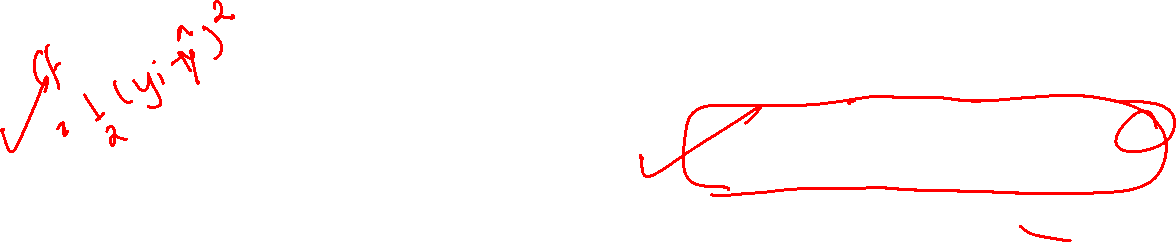 = 1/2 (yi - ŷ)²